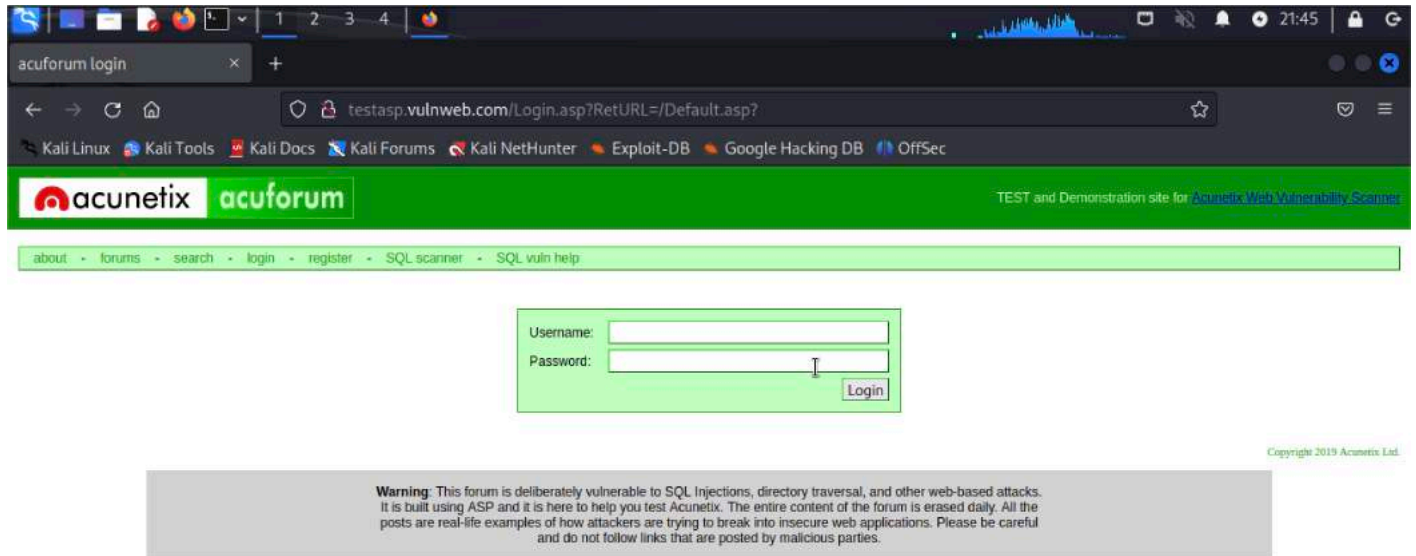 1 2 3 4 21:45
acuforum login
testasp.vulnweb.com/Login.asp?RetURL=/Default.asp?
Kali Linux Kali Tools Kali Docs Kali Forums Kali NetHunter Exploit-DB Google Hacking DB OffSec
acunetix acuforum TEST and Demonstration site for Acunetix Web Vulnerability Scanner
about - forums - search - login - register - SQL scanner - SQL vuln help
Username:
Password:
Login
Copyright 2019 Acunetix Ltd.
Warning: This forum is deliberately vulnerable to SQL Injections, directory traversal, and other web-based attacks.
It is built using ASP and it is here to help you test Acunetix. The entire content of the forum is erased daily. All the
posts are real-life examples of how attackers are trying to break into insecure web applications. Please be careful
and do not follow links that are posted by malicious parties.